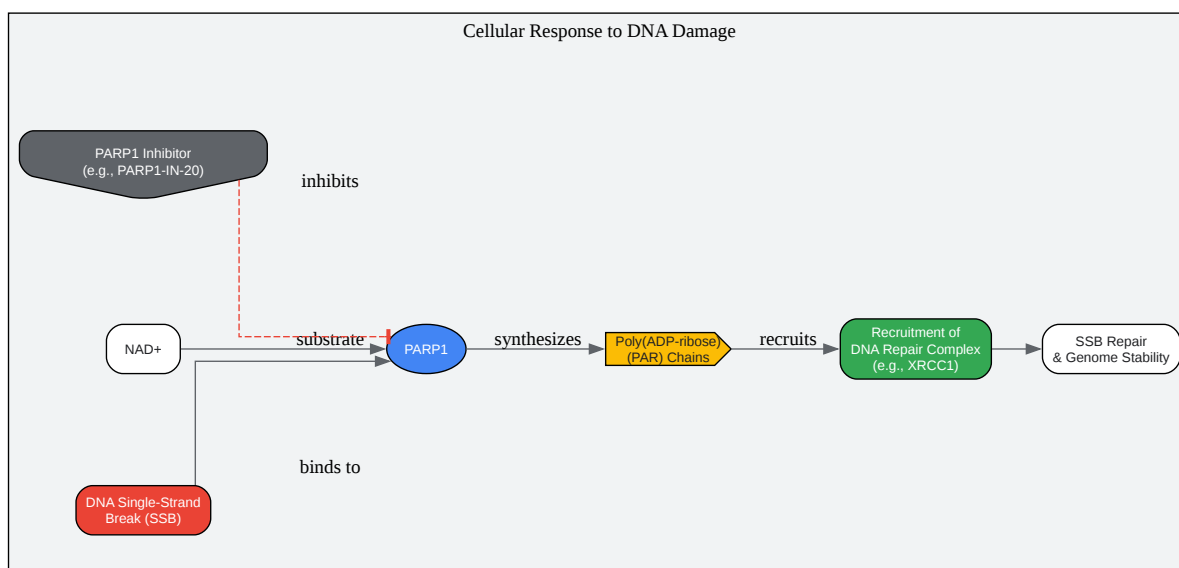 Cellular Response to DNA Damage
PARP1 Inhibitor
(e.g., PARP1-IN-20)
inhibits
NAD+
substrate
PARP1
synthesizes
Poly(ADP-ribose)
(PAR) Chains
recruits
Recruitment of
DNA Repair Complex
(e.g., XRCC1)
SSB Repair
& Genome Stability
binds to
DNA Single-Strand
Break (SSB)